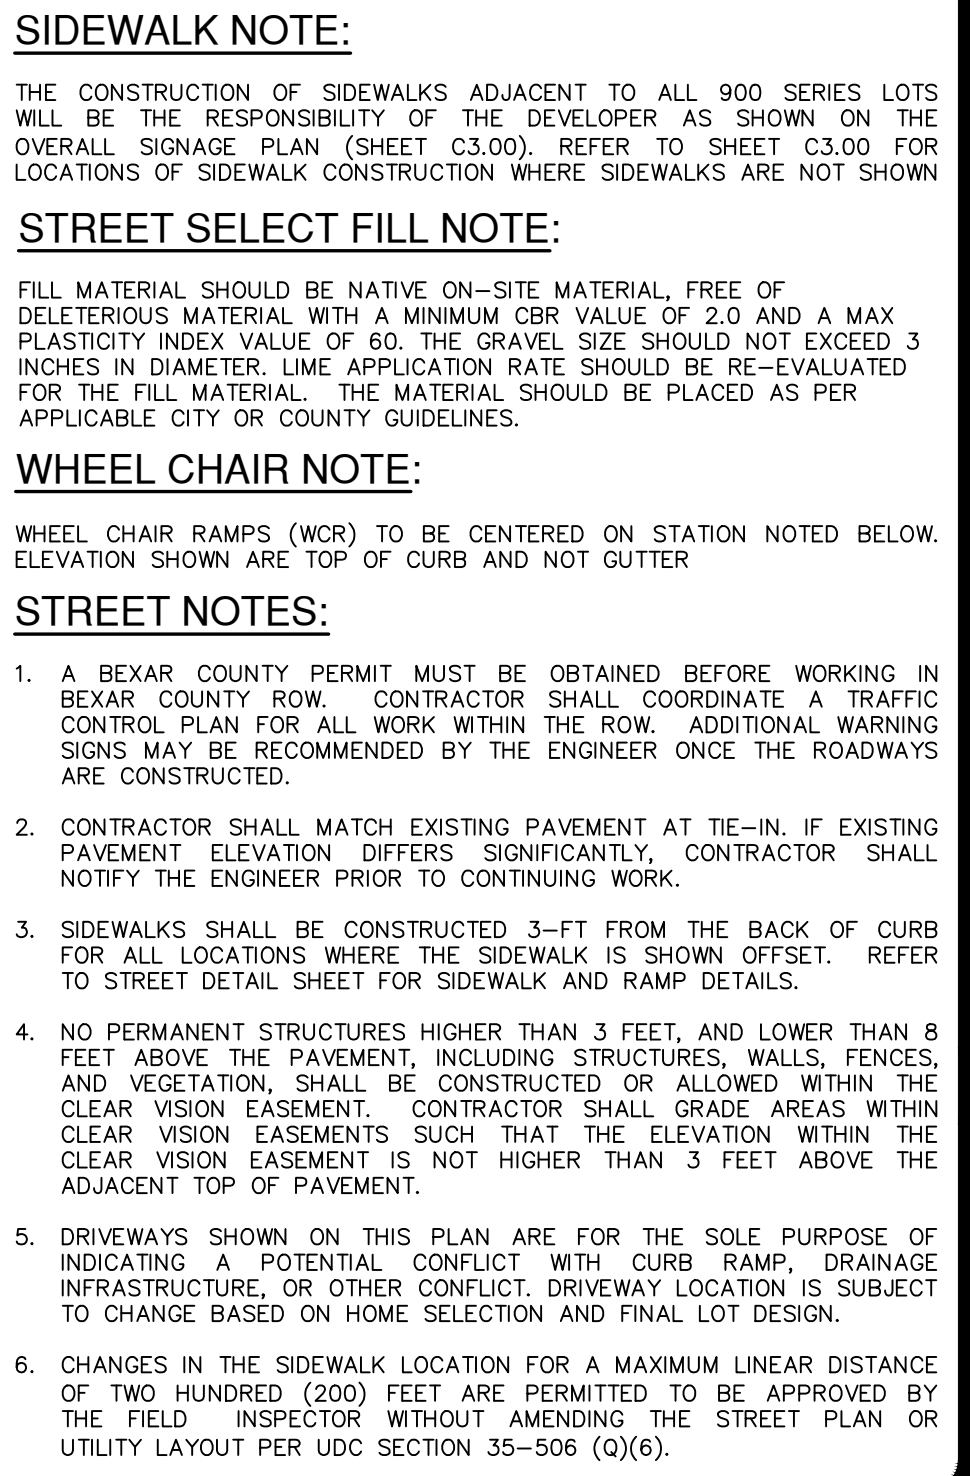 SIDEWALK NOTE:
THE CONSTRUCTION OF SIDEWALKS ADJACENT TO ALL 900 SERIES LOTS
WILL BE THE RESPONSIBILITY OF THE DEVELOPER AS SHOWN ON THE
OVERALL SIGNAGE PLAN (SHEET C3.00). REFER TO SHEET C3.00 FOR
LOCATIONS OF SIDEWALK CONSTRUCTION WHERE SIDEWALKS ARE NOT SHOWN
STREET SELECT FILL NOTE:
FILL MATERIAL SHOULD BE NATIVE ON-SITE MATERIAL, FREE OF
DELETERIOUS MATERIAL WITH A MINIMUM CBR VALUE OF 2.0 AND A MAX
PLASTICITY INDEX VALUE OF 60. THE GRAVEL SIZE SHOULD NOT EXCEED 3
INCHES IN DIAMETER. LIME APPLICATION RATE SHOULD BE RE-EVALUATED
FOR THE FILL MATERIAL. THE MATERIAL SHOULD BE PLACED AS PER
APPLICABLE CITY OR COUNTY GUIDELINES.
WHEEL CHAIR NOTE:
WHEEL CHAIR RAMPS (WCR) TO BE CENTERED ON STATION NOTED BELOW.
ELEVATION SHOWN ARE TOP OF CURB AND NOT GUTTER
STREET NOTES:
1. A BEXAR COUNTY PERMIT MUST BE OBTAINED BEFORE WORKING IN
BEXAR COUNTY ROW. CONTRACTOR SHALL COORDINATE A TRAFFIC
CONTROL PLAN FOR ALL WORK WITHIN THE ROW. ADDITIONAL WARNING
SIGNS MAY BE RECOMMENDED BY THE ENGINEER ONCE THE ROADWAYS
ARE CONSTRUCTED.
2. CONTRACTOR SHALL MATCH EXISTING PAVEMENT AT TIE-IN. IF EXISTING
PAVEMENT ELEVATION DIFFERS SIGNIFICANTLY, CONTRACTOR SHALL
NOTIFY THE ENGINEER PRIOR TO CONTINUING WORK.
3. SIDEWALKS SHALL BE CONSTRUCTED 3-FT FROM THE BACK OF CURB
FOR ALL LOCATIONS WHERE THE SIDEWALK IS SHOWN OFFSET. REFER
TO STREET DETAIL SHEET FOR SIDEWALK AND RAMP DETAILS.
4. NO PERMANENT STRUCTURES HIGHER THAN 3 FEET, AND LOWER THAN 8
FEET ABOVE THE PAVEMENT, INCLUDING STRUCTURES, WALLS, FENCES,
AND VEGETATION, SHALL BE CONSTRUCTED OR ALLOWED WITHIN THE
CLEAR VISION EASEMENT. CONTRACTOR SHALL GRADE AREAS WITHIN
CLEAR VISION EASEMENTS SUCH THAT THE ELEVATION WITHIN THE
CLEAR VISION EASEMENT IS NOT HIGHER THAN 3 FEET ABOVE THE
ADJACENT TOP OF PAVEMENT.
5. DRIVEWAYS SHOWN ON THIS PLAN ARE FOR THE SOLE PURPOSE OF
INDICATING A POTENTIAL CONFLICT WITH CURB RAMP, DRAINAGE
INFRASTRUCTURE, OR OTHER CONFLICT. DRIVEWAY LOCATION IS SUBJECT
TO CHANGE BASED ON HOME SELECTION AND FINAL LOT DESIGN.
6. CHANGES IN THE SIDEWALK LOCATION FOR A MAXIMUM LINEAR DISTANCE
OF TWO HUNDRED (200) FEET ARE PERMITTED TO BE APPROVED BY
THE FIELD INSPECTOR WITHOUT AMENDING THE STREET PLAN OR
UTILITY LAYOUT PER UDC SECTION 35-506 (Q)(6).